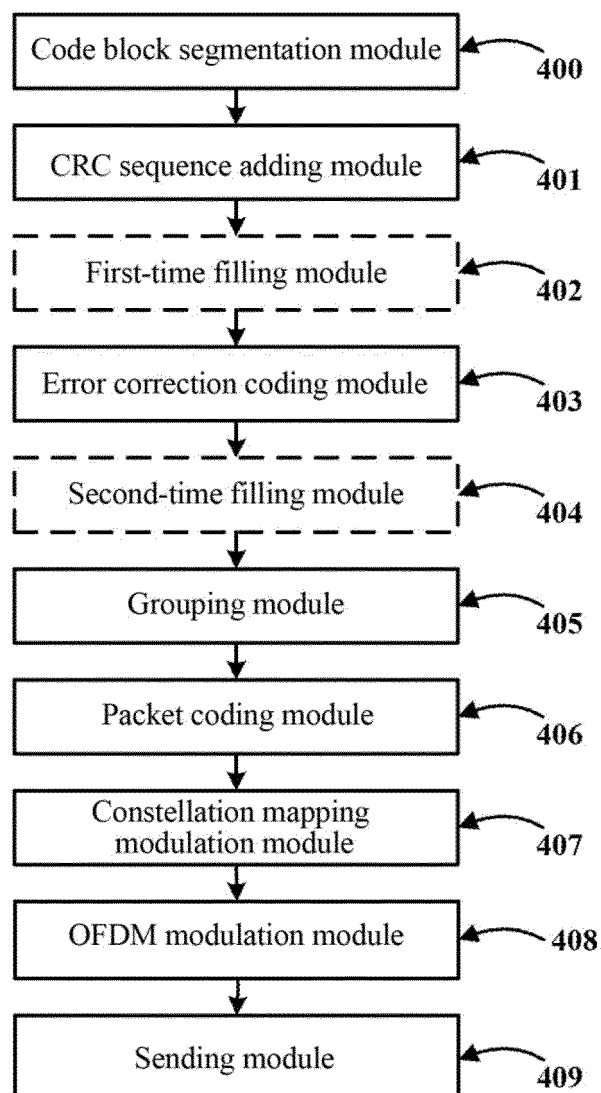 Code block segmentation module
400
CRC sequence adding module
401
First-time filling module
402
Error correction coding module
403
Second-time filling module
404
Grouping module
405
Packet coding module
406
Constellation mapping
modulation module
407
OFDM modulation module
408
Sending module
409